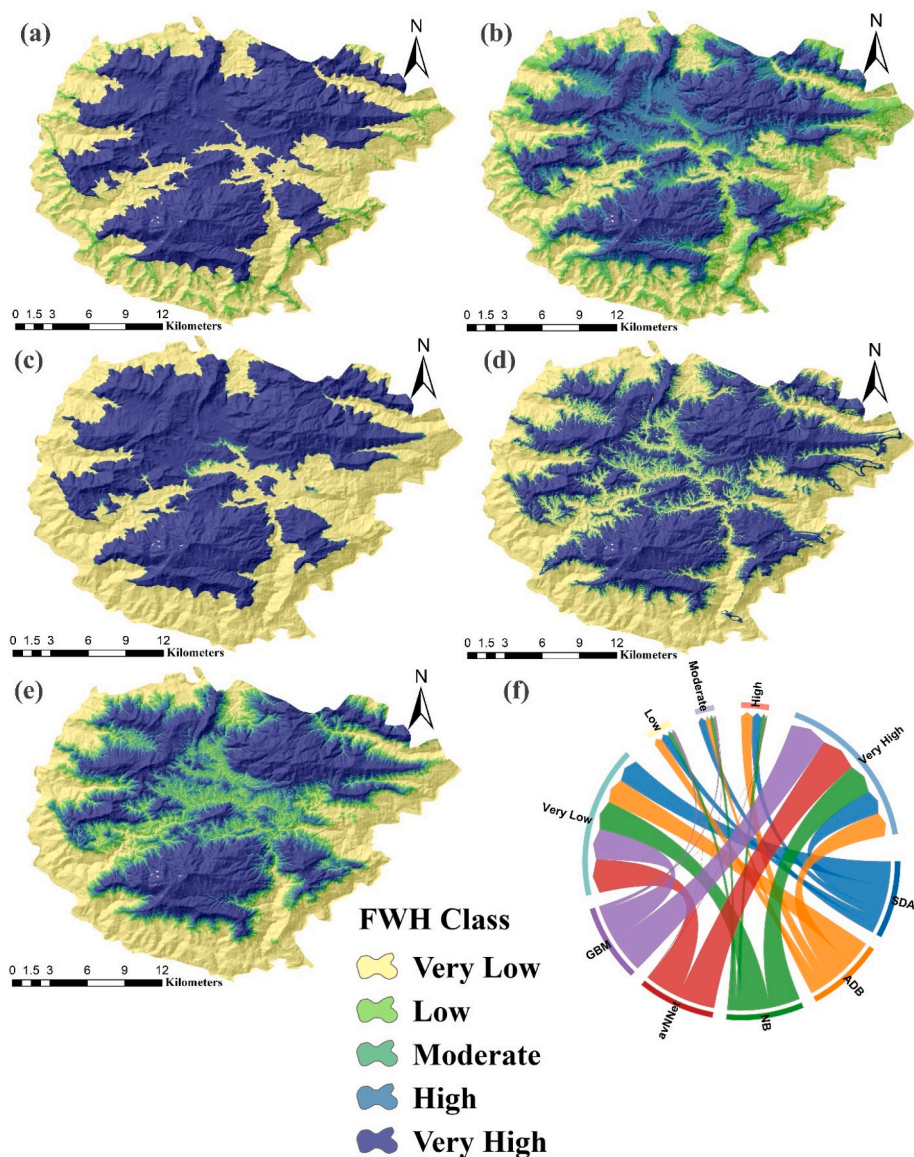 (a)
N
0 1.5 3 6 9 12
Kilometers
(b)
N
0 1.5 3 6 9 12
Kilometers
(c)
N
0 1.5 3 6 9 12
Kilometers
(d)
N
0 1.5 3 6 9 12
Kilometers
(e)
N
0 1.5 3 6 9 12
Kilometers
FWH Class
Very Low
Low
Moderate
High
Very High
(f)
Very Low
Low
Moderate
High
Very High
SDA
ADB
NB
avNNet
GBM